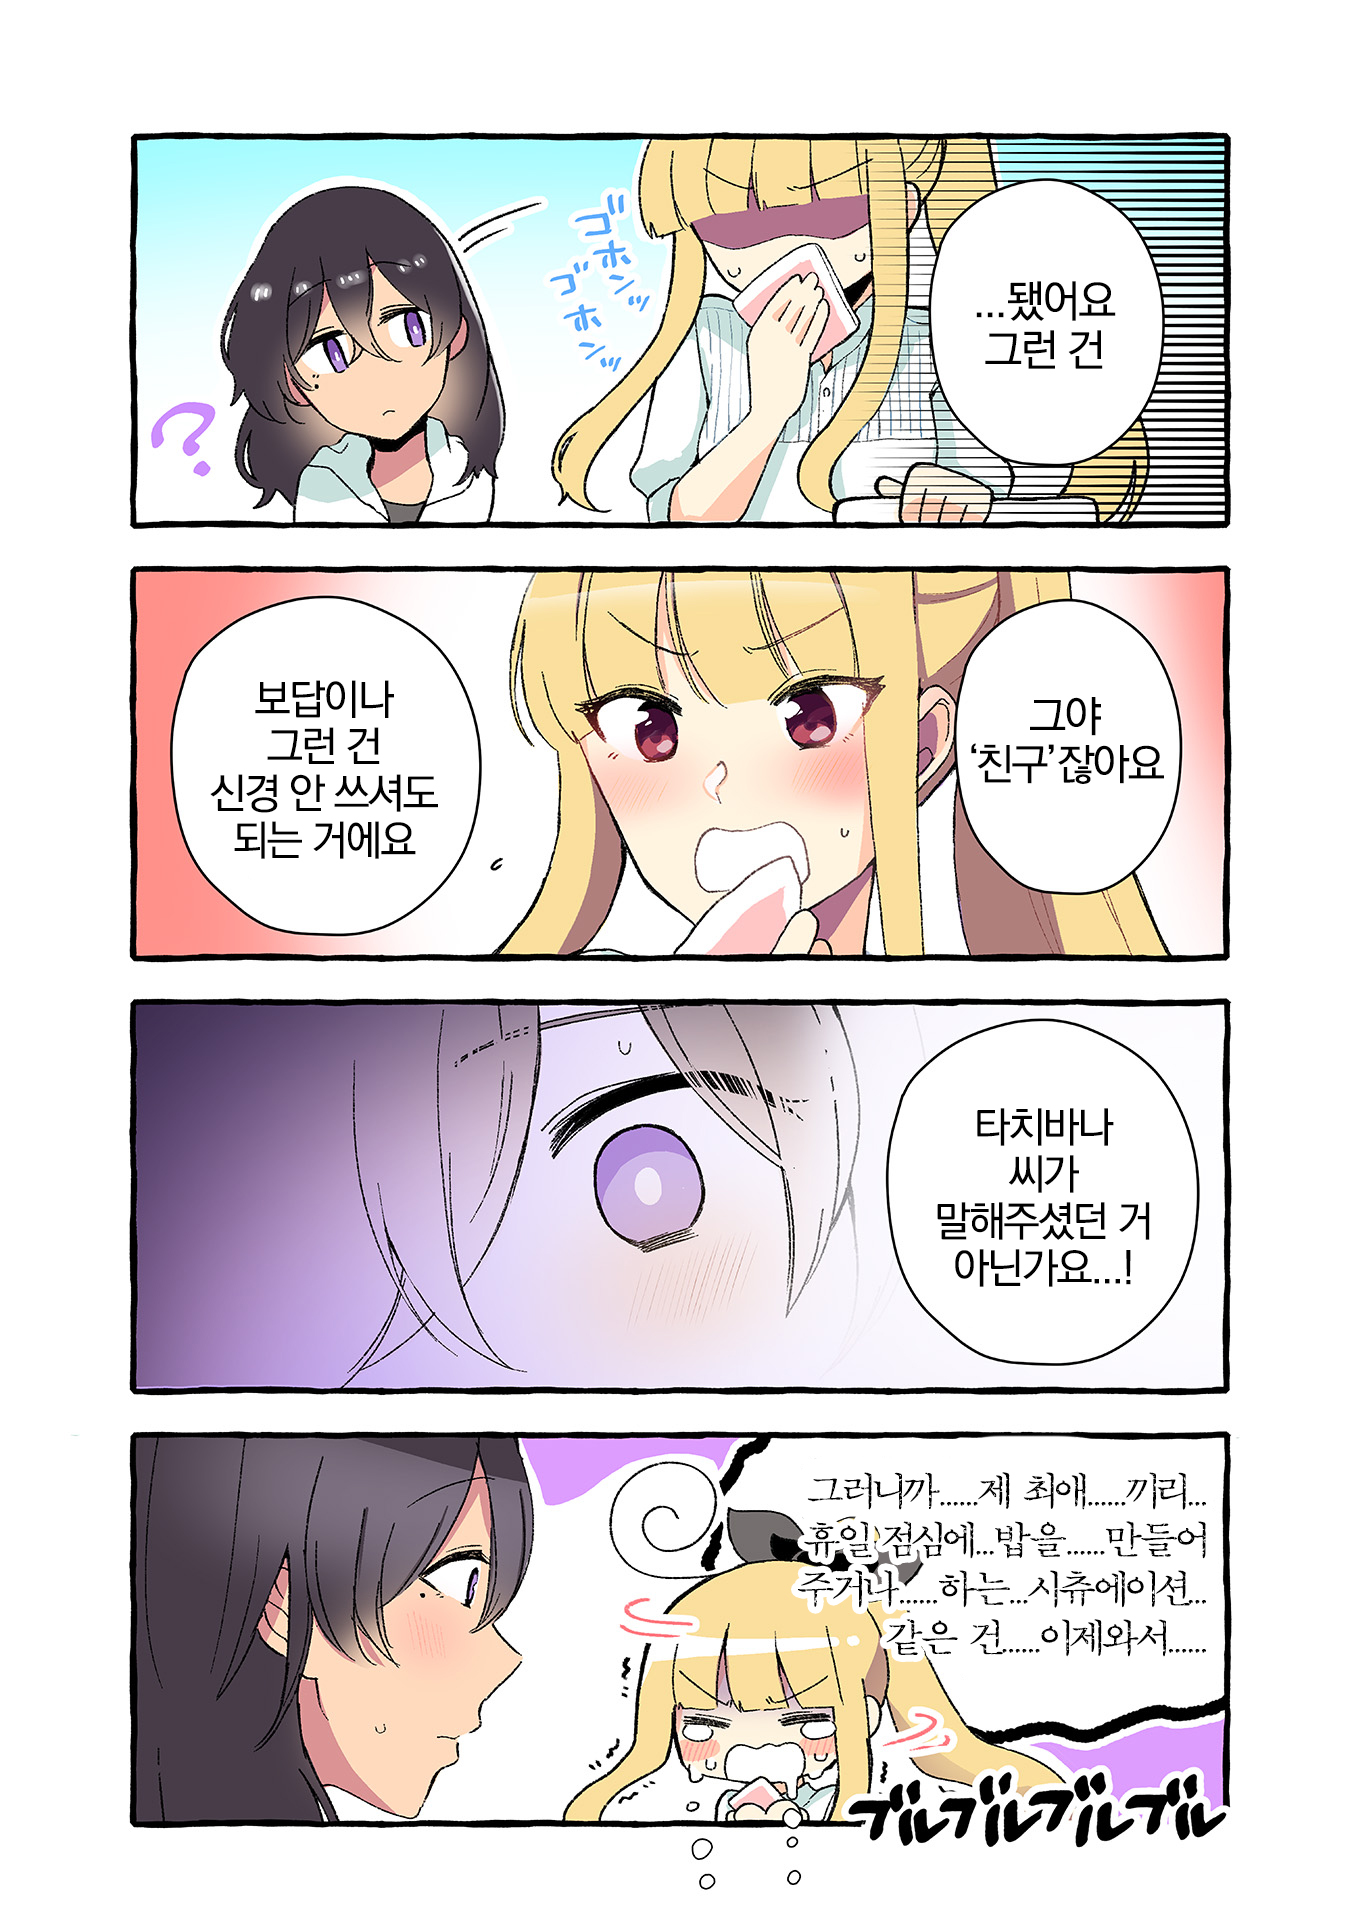 ...됐어요
그런 건
ゴホンッ
ゴホンッ
?
그야
‘친구’잖아요
보답이나
그런 건
신경 안 쓰셔도
되는 거에요
타치바나
씨가
말해주셨던 거
아닌가요...!
그러니까......제 최애......끼리...
휴일 점심에...밥을......만들어
주거나......하는...시츄에이션...
같은 건......이제와서......
ブルブルブルブル